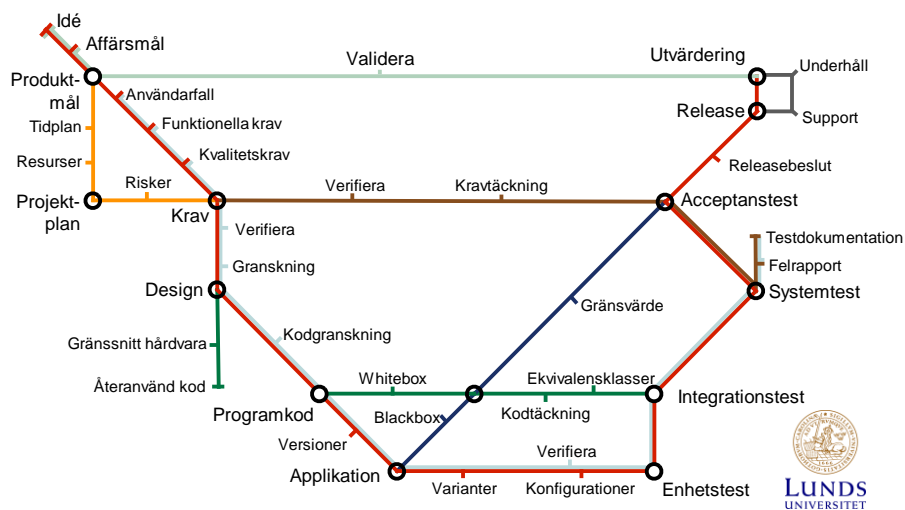 Idé
Affärsmål
Validera
Utvärdering
Underhåll
Produkt-
mål
Användarfall
Release
Support
Tidplan
Funktionella krav
Resurser
Kvalitetskrav
Releasebeslut
Risker
Verifiera
Kravtäckning
Projekt-
plan
Krav
Acceptanstest
Verifiera
Testdokumentation
Granskning
Felrapport
Design
Systemtest
Gränsvärde
Kodgranskning
Gränssnitt hårdvara
Återanvänd kod
Whitebox
Ekvivalensklasser
Programkod
Blackbox
Kodtäckning
Integrationstest
Versioner
Verifiera
Applikation
Varianter
Konfigurationer
Enhetstest
LUNDS
UNIVERSITET